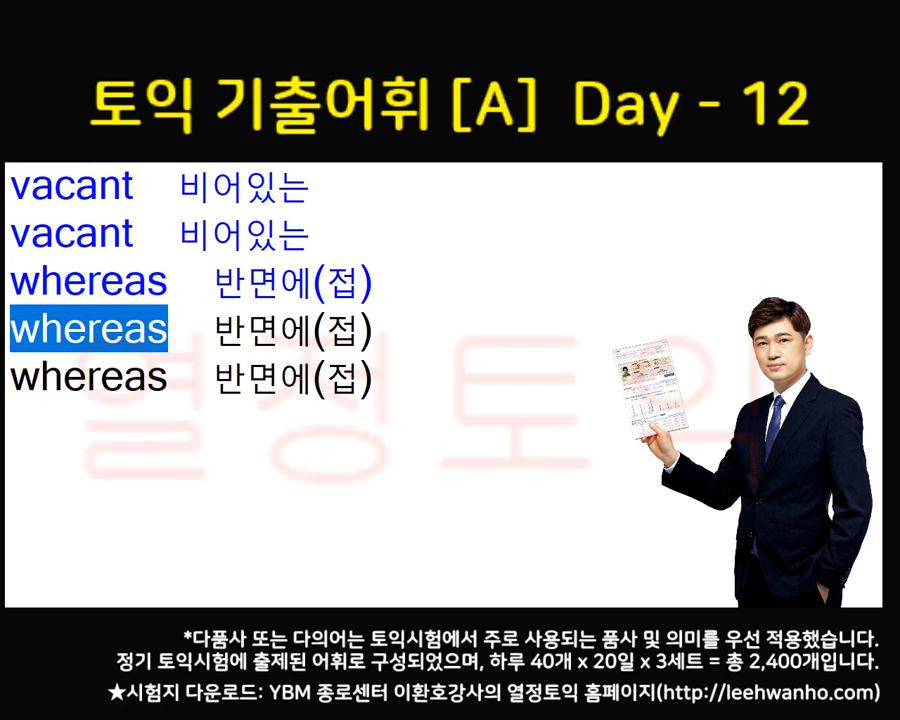 토익 기출어휘 [A] Day - 12
vacant 비어있는
vacant 비어있는
whereas 반면에(접)
whereas 반면에(접)
whereas 반면에(접)
열정토익
*다품사 또는 다의어는 토익시험에서 주로 사용되는 품사 및 의미를 우선 적용했습니다.
정기 토익시험에 출제된 어휘로 구성되었으며, 하루 40개 x 20일 x 3세트 = 총 2,400개입니다.
★시험지 다운로드: YBM 종로센터 이환호강사의 열정토익 홈페이지(http://leehwanho.com)